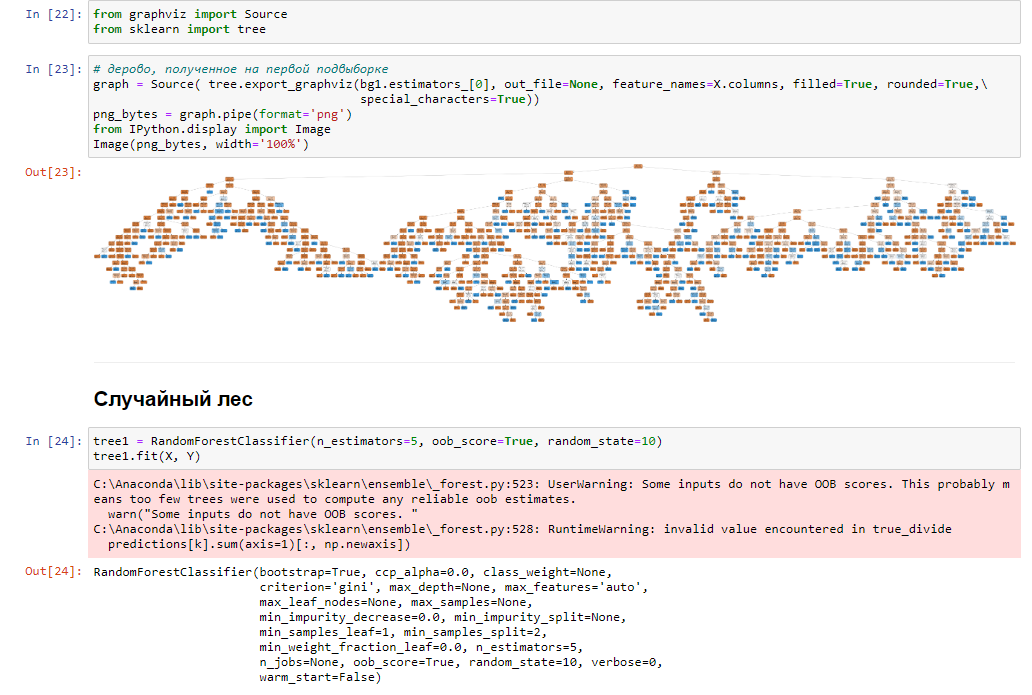 In [22]: from graphviz import Source
from sklearn import tree
In [23]: # дерово, полученное на первой подвыборке
graph = Source( tree.export_graphviz(bg1.estimators_[0], out_file=None, feature_names=X.columns, filled=True, rounded=True,\
special_characters=True))
png_bytes = graph.pipe(format='png')
from IPython.display import Image
Image(png_bytes, width='100%')
Out[23]:
Случайный лес
In [24]: tree1 = RandomForestClassifier(n_estimators=5, oob_score=True, random_state=10)
tree1.fit(X, Y)
C:\Anaconda\lib\site-packages\sklearn\ensemble\_forest.py:523: UserWarning: Some inputs do not have OOB scores. This probably m
eans too few trees were used to compute any reliable oob estimates.
warn("Some inputs do not have OOB scores. "
C:\Anaconda\lib\site-packages\sklearn\ensemble\_forest.py:528: RuntimeWarning: invalid value encountered in true_divide
predictions[k].sum(axis=1)[:, np.newaxis])
Out[24]: RandomForestClassifier(bootstrap=True, ccp_alpha=0.0, class_weight=None,
criterion='gini', max_depth=None, max_features='auto',
max_leaf_nodes=None, max_samples=None,
min_impurity_decrease=0.0, min_impurity_split=None,
min_samples_leaf=1, min_samples_split=2,
min_weight_fraction_leaf=0.0, n_estimators=5,
n_jobs=None, oob_score=True, random_state=10, verbose=0,
warm_start=False)